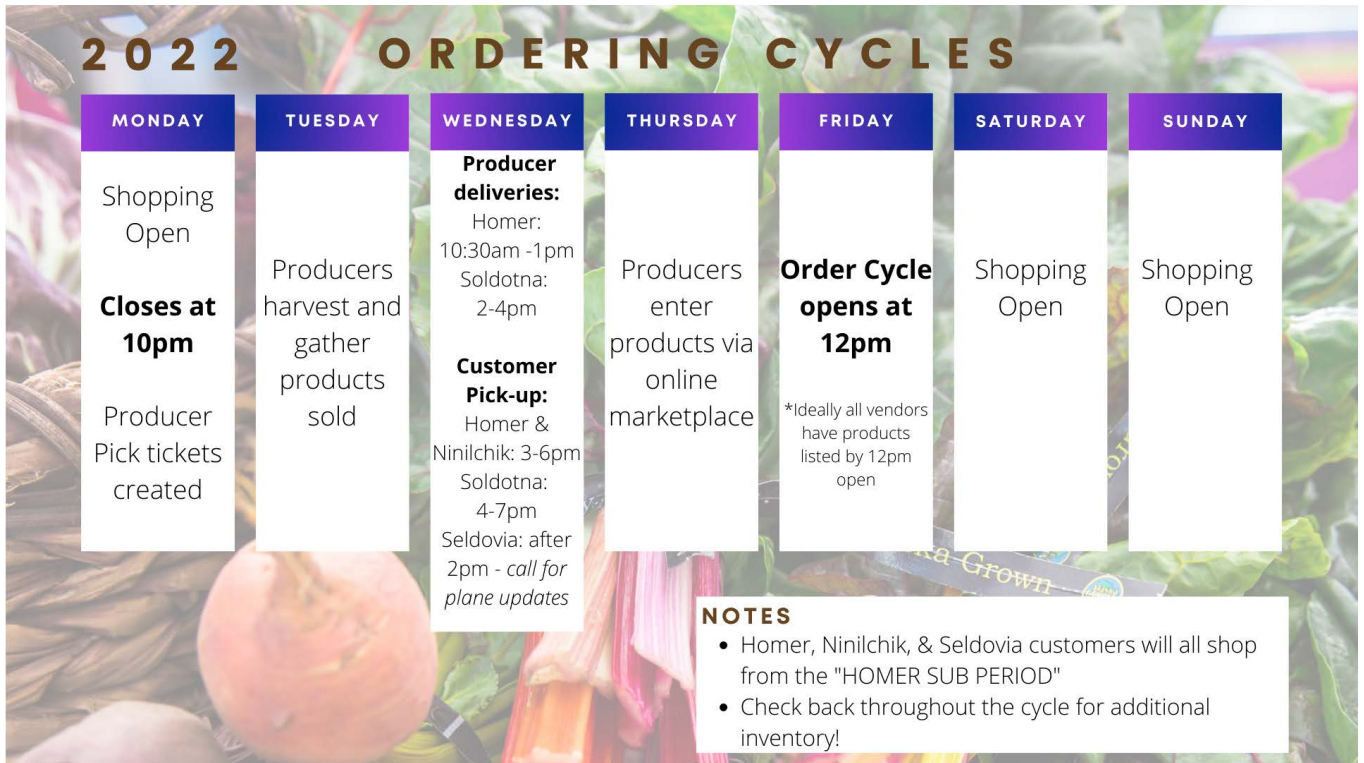 2022 ORDERING CYCLES
MONDAY
Shopping
Open
Closes at
10pm
Producer
Pick tickets
created
TUESDAY
Producers
harvest and
gather
products
sold
WEDNESDAY
Producer
deliveries:
Homer:
10:30am -1pm
Soldotna:
2-4pm
Customer
Pick-up:
Homer &
Ninilchik: 3-6pm
Soldotna:
4-7pm
Seldovia: after
2pm - call for
plane updates
THURSDAY
Producers
enter
products via
online
marketplace
FRIDAY
Order Cycle
opens at
12pm
*Ideally all vendors
have products
listed by 12pm
open
SATURDAY
Shopping
Open
SUNDAY
Shopping
Open
Grown
NOTES
• Homer, Ninilchik, & Seldovia customers will all shop
from the "HOMER SUB PERIOD"
• Check back throughout the cycle for additional
inventory!